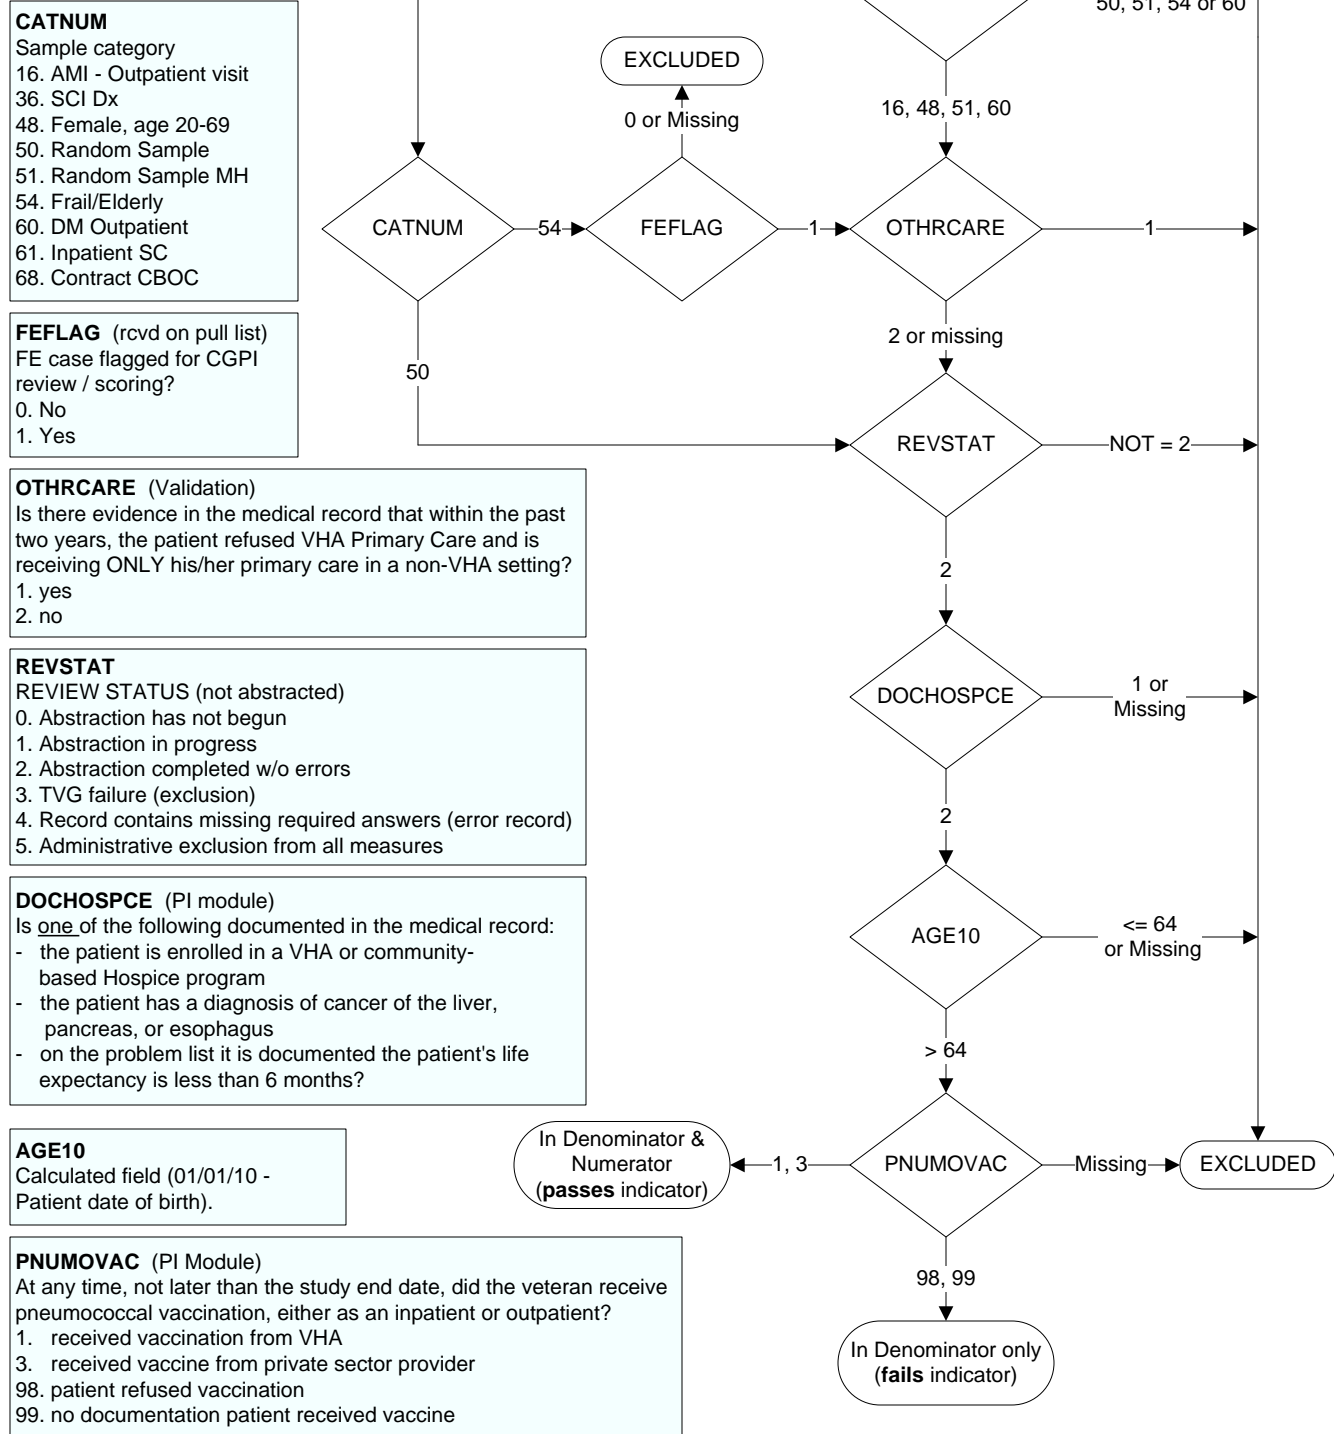 CATNUM
Sample category
16. AMI - Outpatient visit
36. SCI Dx
48. Female, age 20-69
50. Random Sample
51. Random Sample MH
54. Frail/Elderly
60. DM Outpatient
61. Inpatient SC
68. Contract CBOC
FEFLAG (rcvd on pull list)
FE case flagged for CGPI
review / scoring?
0. No
1. Yes
OTHRCARE (Validation)
Is there evidence in the medical record that within the past
two years, the patient refused VHA Primary Care and is
receiving ONLY his/her primary care in a non-VHA setting?
1. yes
2. no
REVSTAT
REVIEW STATUS (not abstracted)
0. Abstraction has not begun
1. Abstraction in progress
2. Abstraction completed w/o errors
3. TVG failure (exclusion)
4. Record contains missing required answers (error record)
5. Administrative exclusion from all measures
DOCHOSPCE (PI module)
Is one of the following documented in the medical record:
- the patient is enrolled in a VHA or community-
based Hospice program
- the patient has a diagnosis of cancer of the liver,
pancreas, or esophagus
- on the problem list it is documented the patient's life
expectancy is less than 6 months?
AGE10
Calculated field (01/01/10 -
Patient date of birth).
PNUMOVAC (PI Module)
At any time, not later than the study end date, did the veteran receive
pneumococcal vaccination, either as an inpatient or outpatient?
1. received vaccination from VHA
3. received vaccine from private sector provider
98. patient refused vaccination
99. no documentation patient received vaccine
50, 51, 54 or 60
EXCLUDED
0 or Missing
16, 48, 51, 60
CATNUM
54
FEFLAG
1
OTHRCARE
1
50
2 or missing
REVSTAT
NOT = 2
2
DOCHOSPCE
1 or
Missing
2
AGE10
<= 64
or Missing
> 64
In Denominator &
Numerator
(passes indicator)
1, 3
PNUMOVAC
Missing
EXCLUDED
98, 99
In Denominator only
(fails indicator)